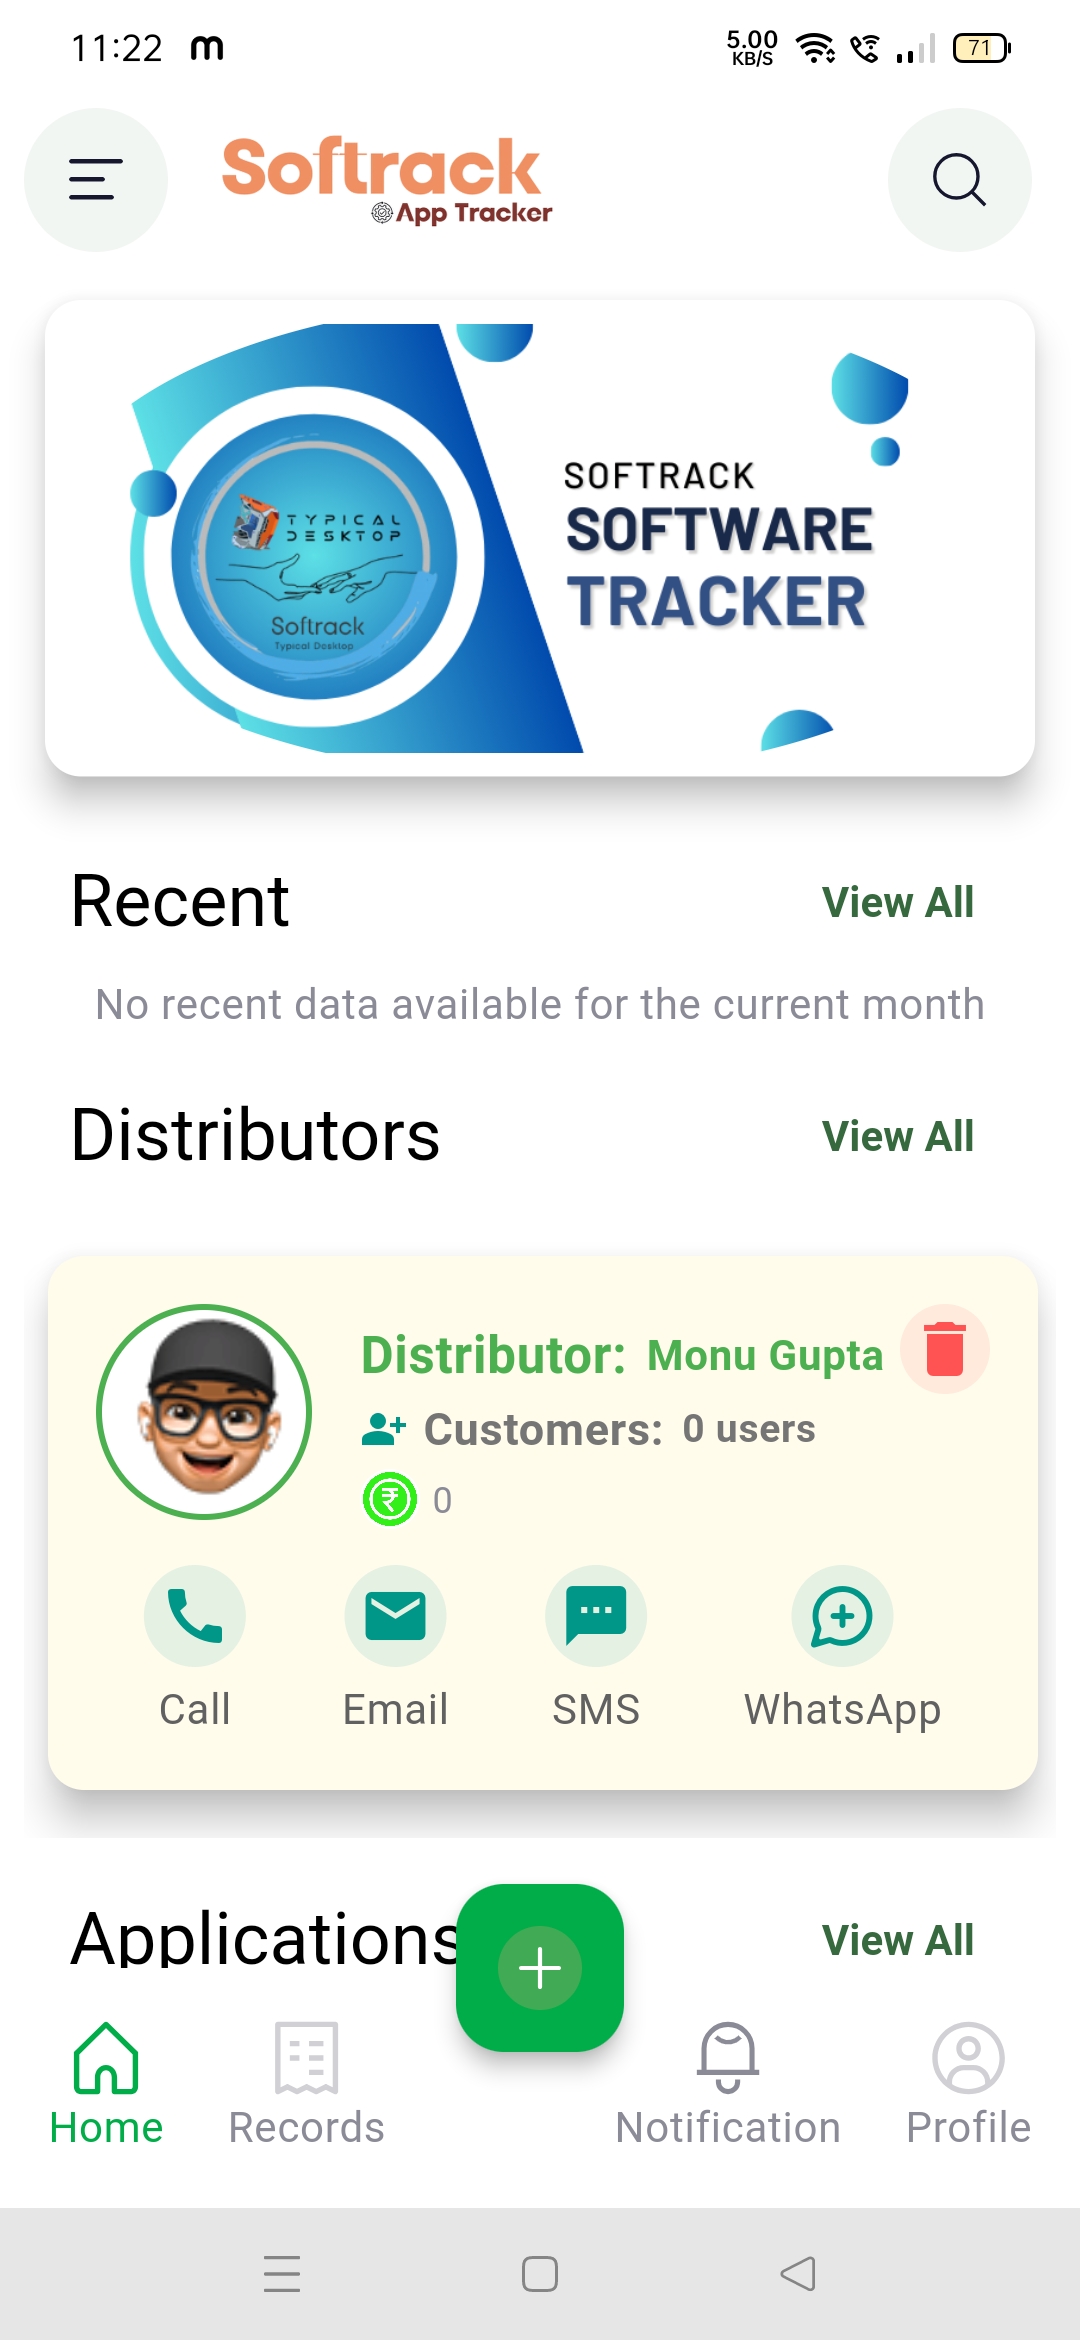 11:22 m 5.00 KB/S 71
Softrack
App Tracker
TYPICAL
DESKTOP
Softrack
Typical Desktop
SOFTRACK
SOFTWARE
TRACKER
Recent View All
No recent data available for the current month
Distributors View All
Distributor: Monu Gupta
Customers: 0 users
₹ 0
Call Email SMS WhatsApp
Applications View All
Home Records Notification Profile